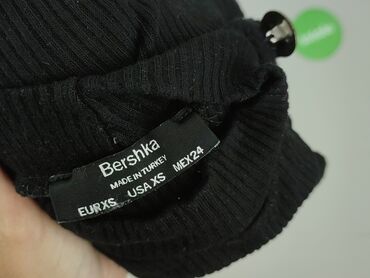 Bershka
MADE IN TURKEY
EUR XS USA XS MEX 24